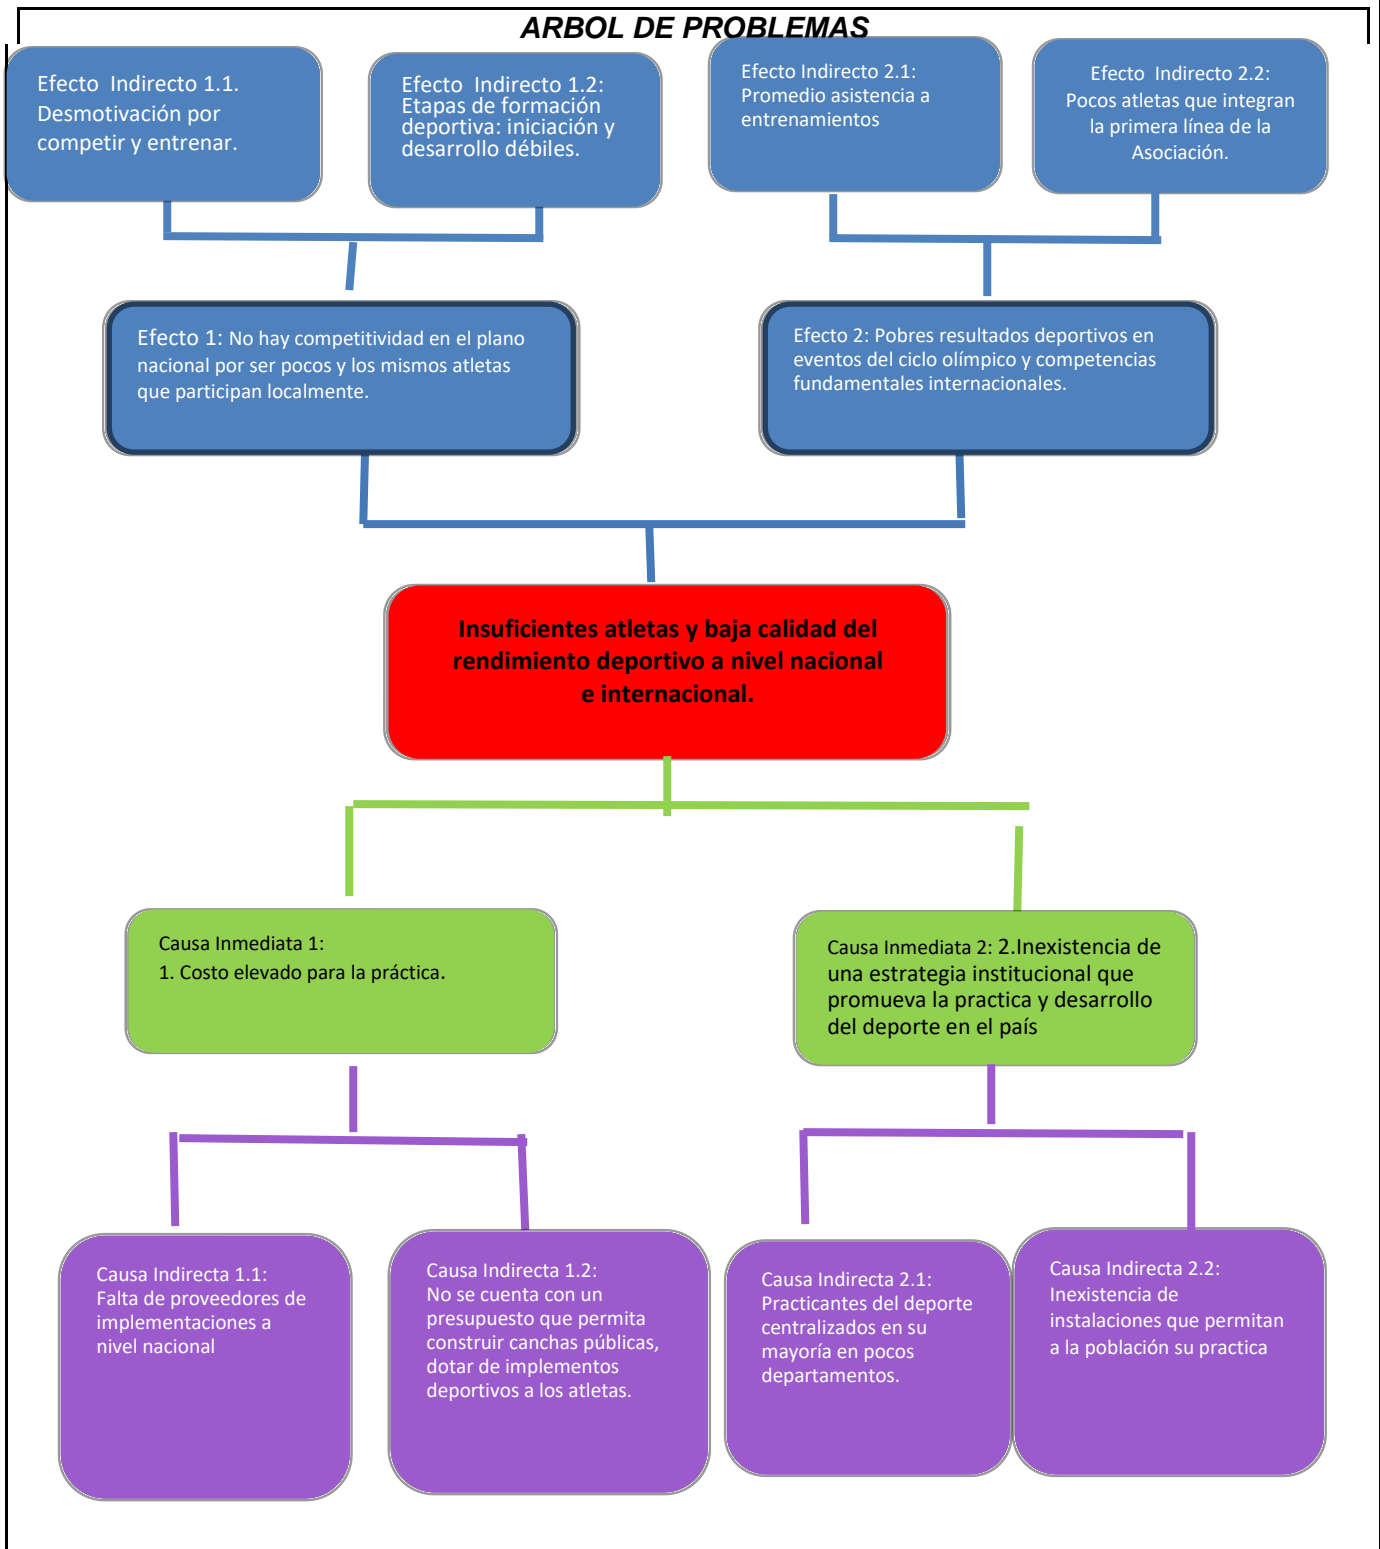 ARBOL DE PROBLEMAS
Efecto Indirecto 1.1.
Desmotivación por
competir y entrenar.
Efecto Indirecto 1.2:
Etapas de formación
deportiva: iniciación y
desarrollo débiles.
Efecto Indirecto 2.1:
Promedio asistencia a
entrenamientos
Efecto Indirecto 2.2:
Pocos atletas que integran
la primera línea de la
Asociación.
Efecto 1: No hay competitividad en el plano
nacional por ser pocos y los mismos atletas
que participan localmente.
Efecto 2: Pobres resultados deportivos en
eventos del ciclo olímpico y competencias
fundamentales internacionales.
Insuficientes atletas y baja calidad del
rendimiento deportivo a nivel nacional
e internacional.
Causa Inmediata 1:
1. Costo elevado para la práctica.
Causa Inmediata 2: 2.Inexistencia de
una estrategia institucional que
promueva la practica y desarrollo
del deporte en el país
Causa Indirecta 1.1:
Falta de proveedores de
implementaciones a
nivel nacional
Causa Indirecta 1.2:
No se cuenta con un
presupuesto que permita
construir canchas públicas,
dotar de implementos
deportivos a los atletas.
Causa Indirecta 2.1:
Practicantes del deporte
centralizados en su
mayoría en pocos
departamentos.
Causa Indirecta 2.2:
Inexistencia de
instalaciones que permitan
a la población su practica